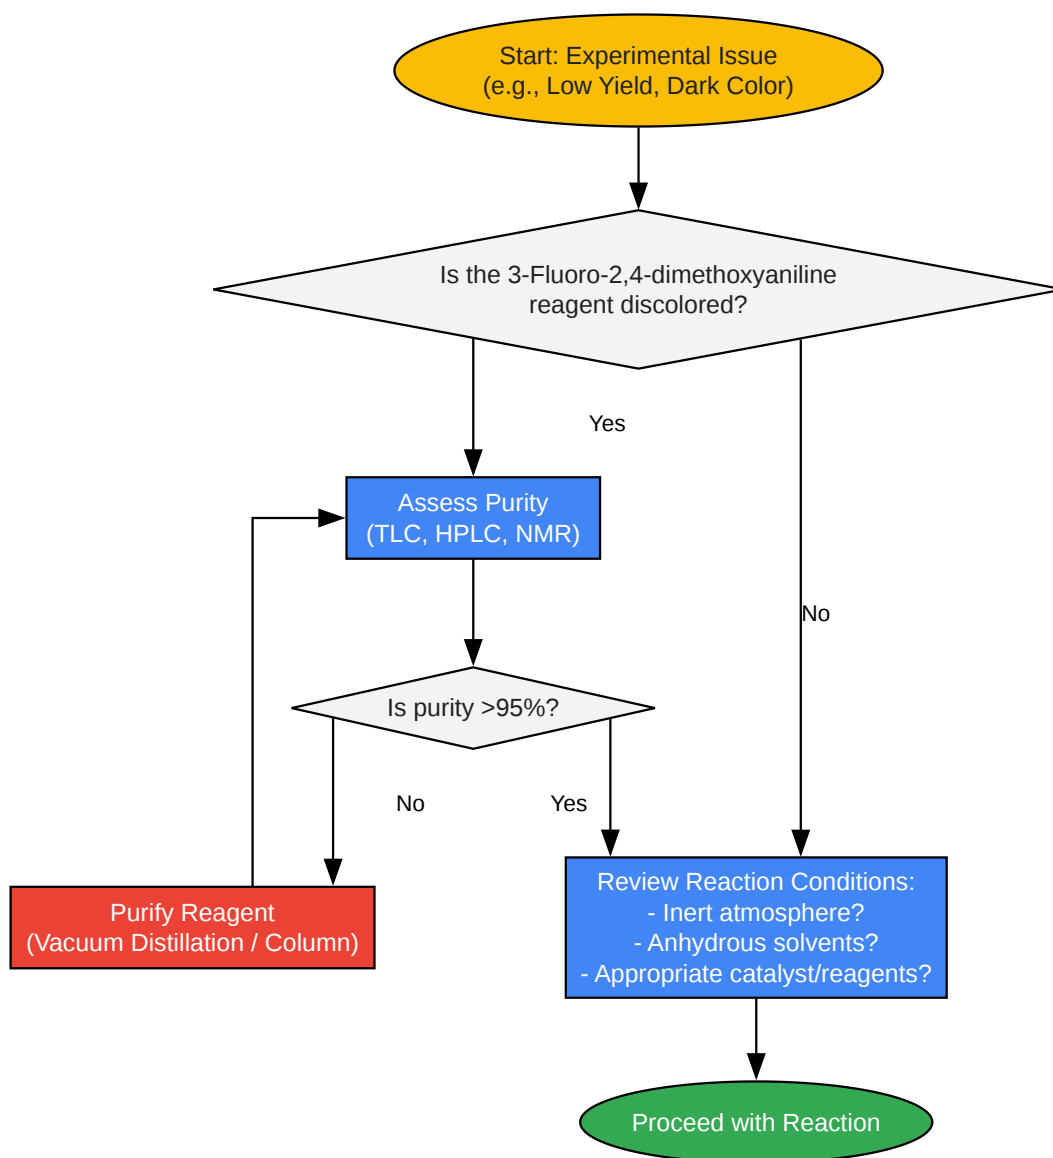 Start: Experimental Issue
(e.g., Low Yield, Dark Color)
Is the 3-Fluoro-2,4-dimethoxyaniline
reagent discolored?
Yes
Assess Purity
(TLC, HPLC, NMR)
No
Is purity >95%?
No
Yes
Review Reaction Conditions:
- Inert atmosphere?
- Anhydrous solvents?
- Appropriate catalyst/reagents?
Purify Reagent
(Vacuum Distillation / Column)
Proceed with Reaction